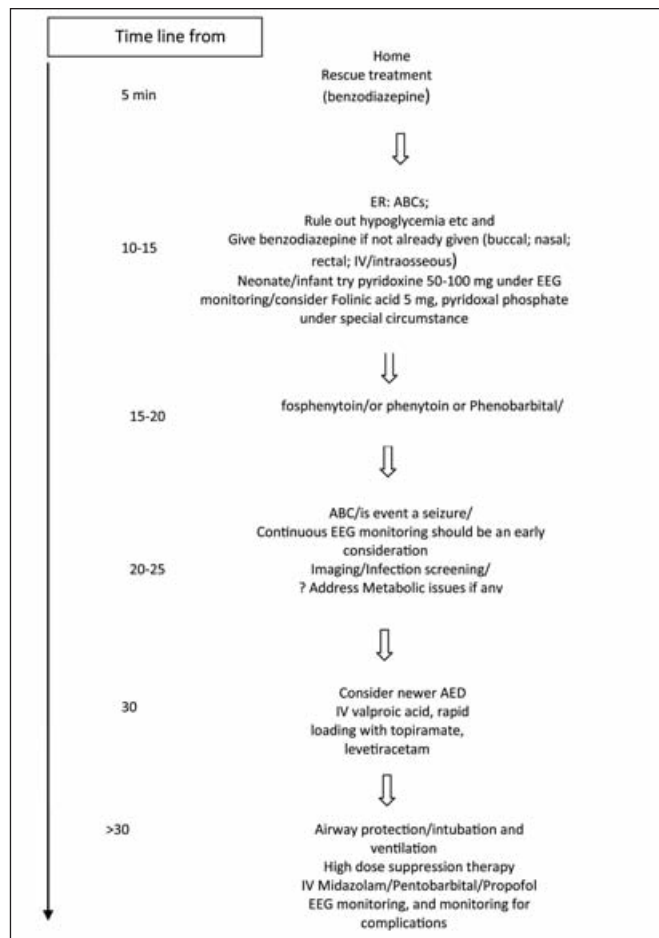 Time line from
Home
Rescue treatment
5 min
(benzodiazepine)
ER: ABCs;
Rule out hypoglycemia etc and
10-15
Give benzodiazepine if not already given (buccal; nasal;
rectal; IV/intraosseous)
Neonate/infant try pyridoxine 50-100 mg under EEG
monitoring/consider Folinic acid 5 mg, pyridoxal phosphate
under special circumstance
15-20
fosphenytoin/or phenytoin or Phenobarbital/
ABC/is event a seizure/
Continuous EEG monitoring should be an early
consideration
20-25
Imaging/Infection screening/
? Address Metabolic issues if any
30
Consider newer AED
IV valproic acid, rapid
loading with topiramate,
levetiracetam
>30
Airway protection/intubation and
ventilation
High dose suppression therapy
IV Midazolam/Pentobarbital/Propofol
EEG monitoring, and monitoring for
complications